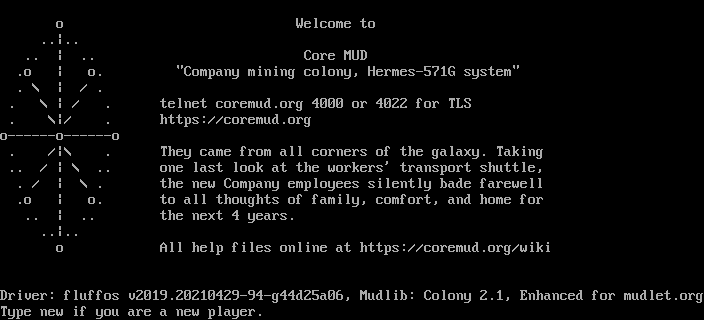 Welcome to
Core MUD
"Company mining colony, Hermes-571G system"
telnet coremud.org 4000 or 4022 for TLS
https://coremud.org
They came from all corners of the galaxy. Taking
one last look at the workers' transport shuttle,
the new Company employees silently bade farewell
to all thoughts of family, comfort, and home for
the next 4 years.
All help files online at https://coremud.org/wiki
Driver: fluffos v2019.20210429-94-g44d25a06, Mudlib: Colony 2.1, Enhanced for mudlet.org
Type new if you are a new player.